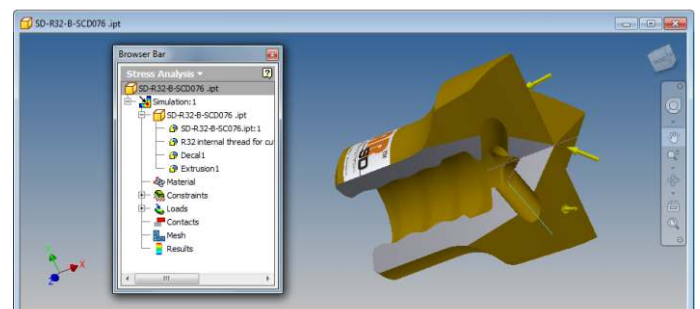 SD-R32-B-SCD076 .ipt
Browser Bar
Stress Analysis
SD-R32-B-SCD076 .ipt
Simulation:1
SD-R32-B-SCD076 .ipt
SD-R32-B-SC076.ipt:1
R32 internal thread for cu
Decal1
Extrusion1
Material
Constraints
Loads
Contacts
Mesh
Results
SD